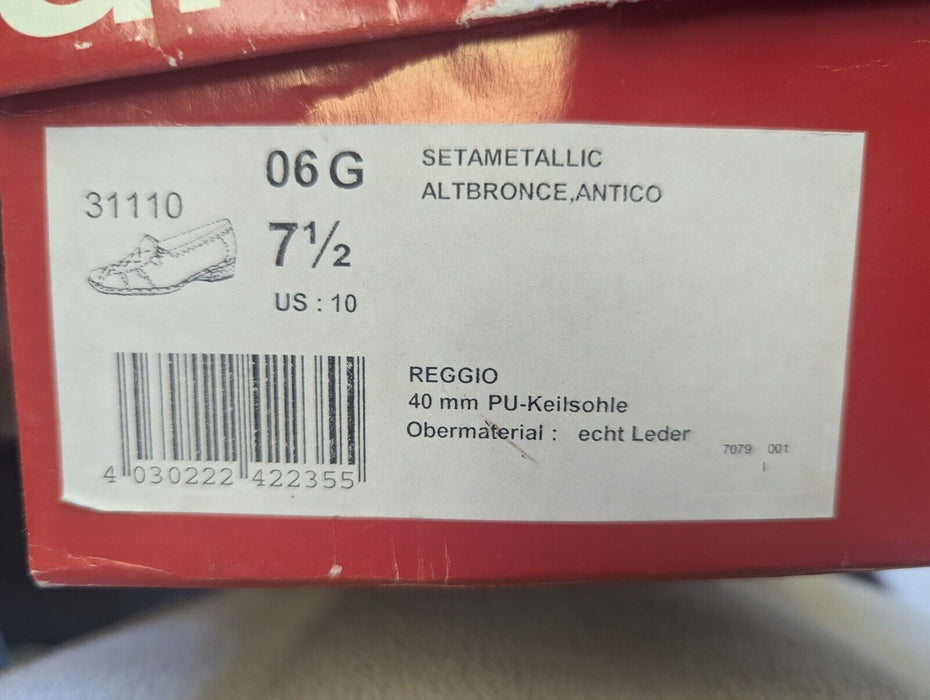 06 G
31110
7½
US : 10
SETAMETALLIC
ALTBRONCE,ANTICO
REGGIO
40 mm PU-Keilsohle
Obermaterial : echt Leder
7079 001
4 030222 422355